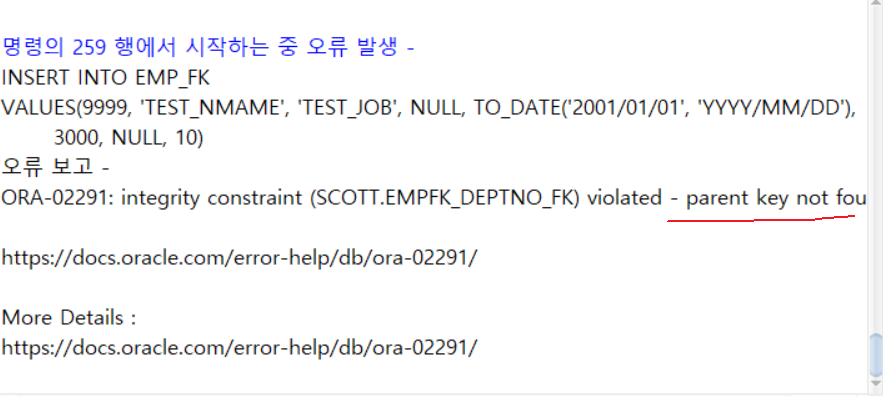 명령의 259 행에서 시작하는 중 오류 발생 -
INSERT INTO EMP_FK
VALUES(9999, 'TEST_NMAME', 'TEST_JOB', NULL, TO_DATE('2001/01/01', 'YYYY/MM/DD'),
3000, NULL, 10)
오류 보고 -
ORA-02291: integrity constraint (SCOTT.EMPFK_DEPTNO_FK) violated - parent key not fou
https://docs.oracle.com/error-help/db/ora-02291/
More Details :
https://docs.oracle.com/error-help/db/ora-02291/